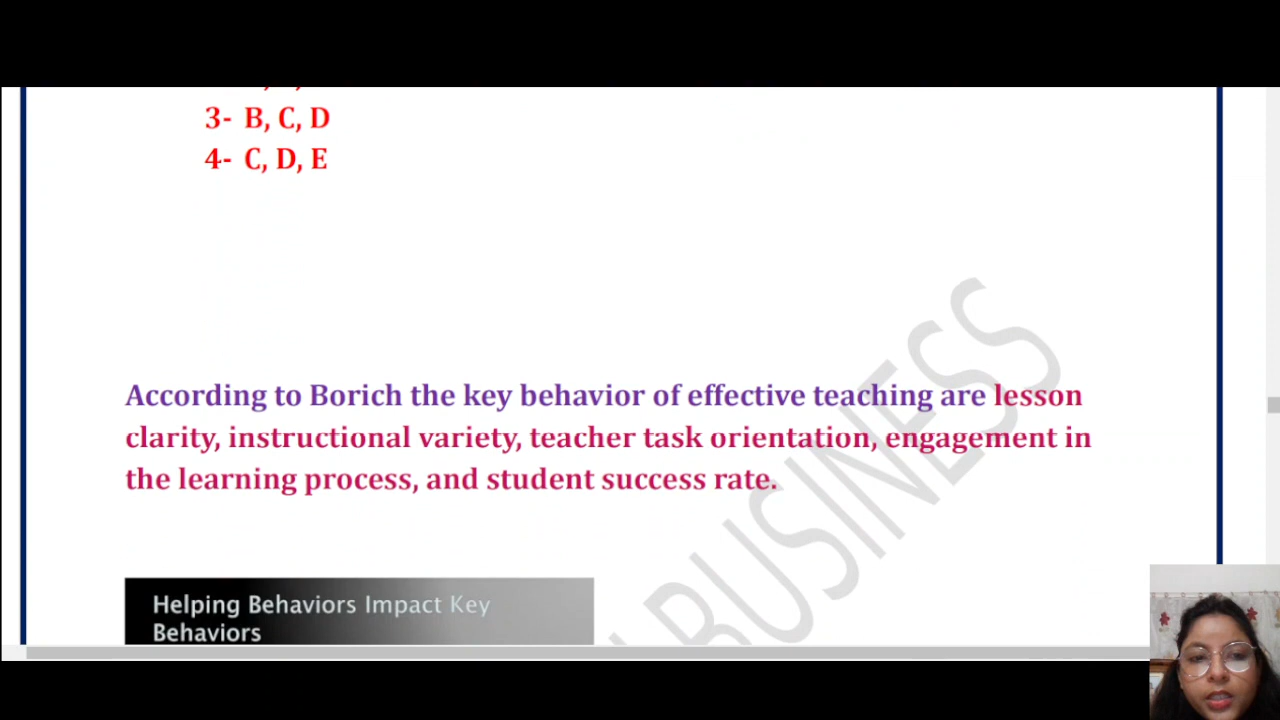 3- B, C, D
4- C, D, E
According to Borich the key behavior of effective teaching are lesson
clarity, instructional variety, teacher task orientation, engagement in
the learning process, and student success rate.
BUSINESS
Helping Behaviors Impact Key
Behaviors